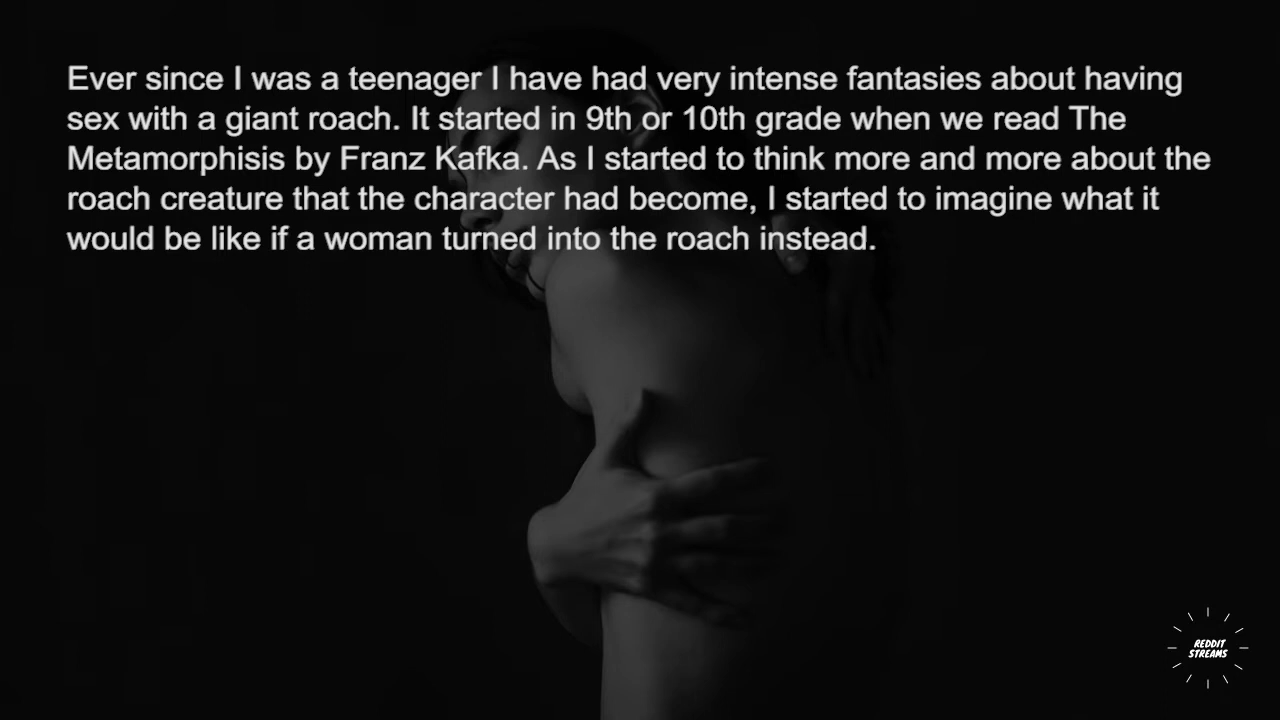 Ever since I was a teenager I have had very intense fantasies about having
sex with a giant roach. It started in 9th or 10th grade when we read The
Metamorphisis by Franz Kafka. As I started to think more and more about the
roach creature that the character had become, I started to imagine what it
would be like if a woman turned into the roach instead.
REDDIT
STREAMS